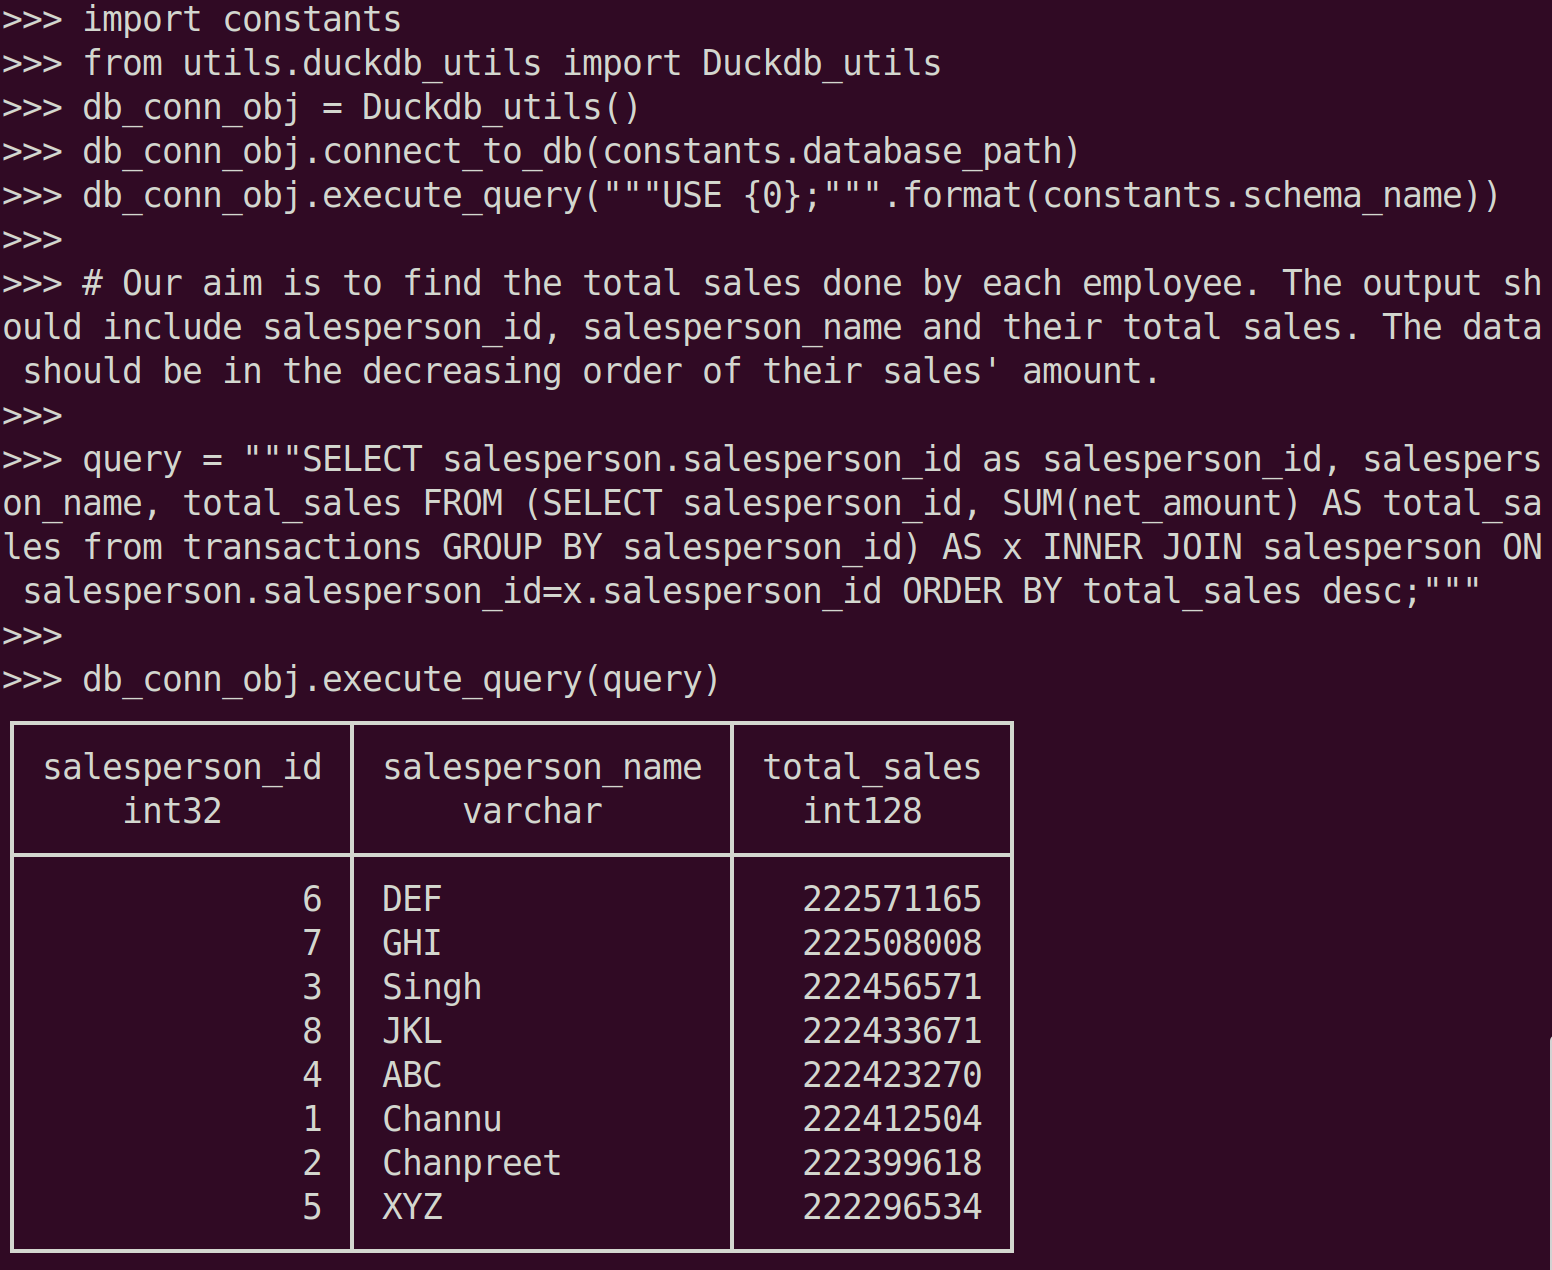 >>> import constants
>>> from utils.duckdb_utils import Duckdb_utils
>>> db_conn_obj = Duckdb_utils()
>>> db_conn_obj.connect_to_db(constants.database_path)
>>> db_conn_obj.execute_query("""USE {0};""".format(constants.schema_name))
>>>
>>> # Our aim is to find the total sales done by each employee. The output sh
ould include salesperson_id, salesperson_name and their total sales. The data
 should be in the decreasing order of their sales' amount.
>>>
>>> query = """SELECT salesperson.salesperson_id as salesperson_id, salespers
on_name, total_sales FROM (SELECT salesperson_id, SUM(net_amount) AS total_sa
les from transactions GROUP BY salesperson_id) AS x INNER JOIN salesperson ON
 salesperson.salesperson_id=x.salesperson_id ORDER BY total_sales desc;"""
>>>
>>> db_conn_obj.execute_query(query)
salesperson_id salesperson_name total_sales
int32 varchar int128
6 DEF 222571165
7 GHI 222508008
3 Singh 222456571
8 JKL 222433671
4 ABC 222423270
1 Channu 222412504
2 Chanpreet 222399618
5 XYZ 222296534